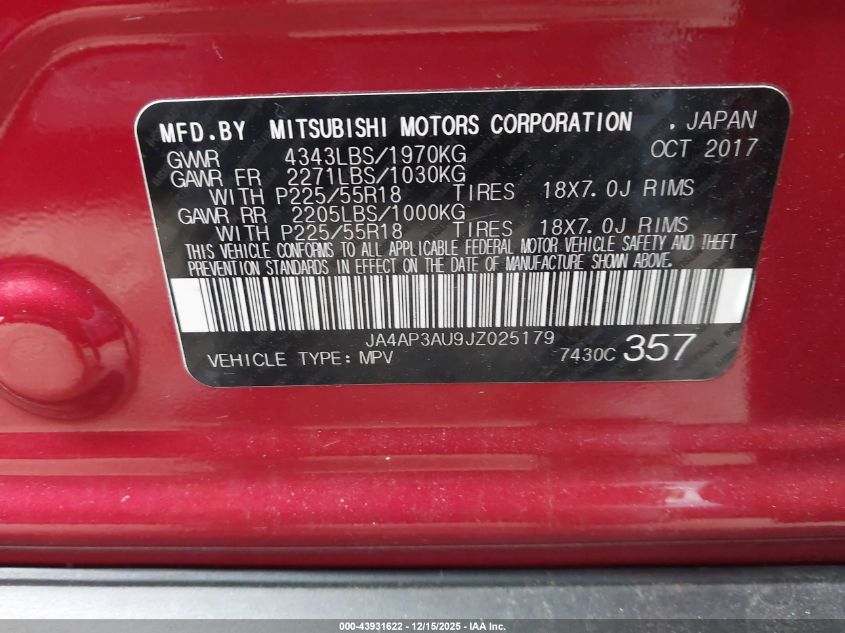 MFD.BY MITSUBISHI MOTORS CORPORATION , JAPAN
GVWR 4343LBS/1970KG OCT 2017
GAWR FR 2271LBS/1030KG
WITH P225/55R18 TIRES 18X7.0J RIMS
GAWR RR 2205LBS/1000KG
WITH P225/55R18 TIRES 18X7.0J RIMS
THIS VEHICLE CONFORMS TO ALL APPLICABLE FEDERAL MOTOR VEHICLE SAFETY AND THEFT
PREVENTION STANDARDS IN EFFECT ON THE DATE OF MANUFACTURE SHOWN ABOVE.
JA4AP3AU9JZ025179
VEHICLE TYPE: MPV 7430C 357
000-43931622 - 12/15/2025 - IAA Inc.